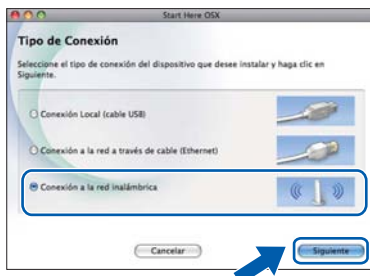 Start Here OSX
Tipo de Conexión
Seleccione el tipo de conexión del dispositivo que desee instalar y haga clic en
Siguiente.
Conexión Local (cable USB)
Conexión a la red a través de cable (Ethernet)
Conexión a la red inalámbrica
Cancelar
Siguiente